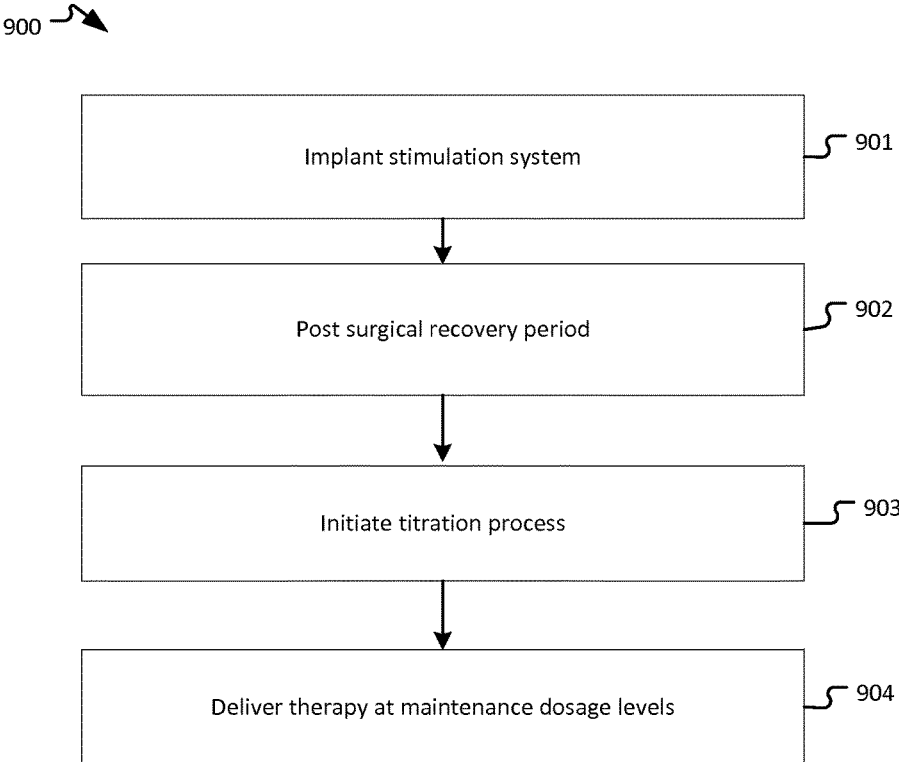 900
Implant stimulation system
901
Post surgical recovery period
902
Initiate titration process
903
Deliver therapy at maintenance dosage levels
904